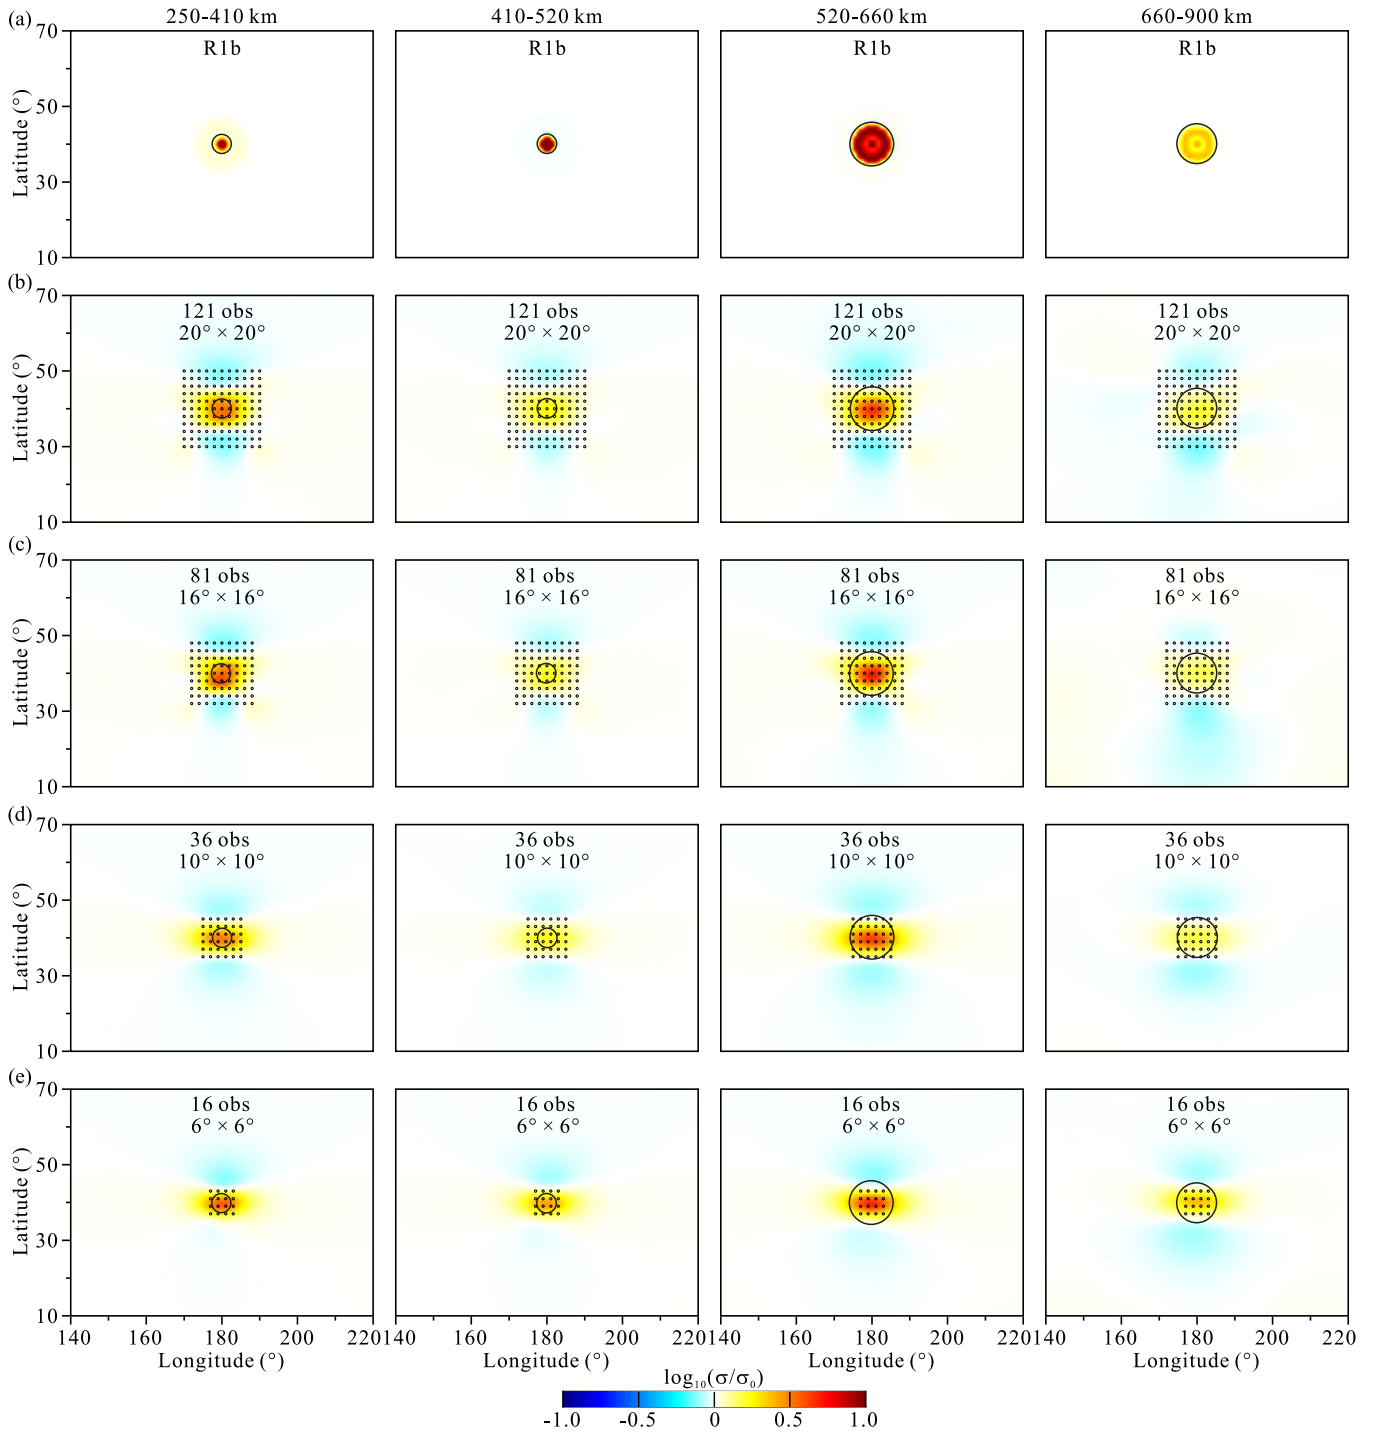 (a)
250-410 km 410-520 km 520-660 km 660-900 km
R1b R1b R1b R1b
70
50
30
10
Latitude (°)
(b)
121 obs 121 obs 121 obs 121 obs
20° × 20° 20° × 20° 20° × 20° 20° × 20°
70
50
30
10
Latitude (°)
(c)
81 obs 81 obs 81 obs 81 obs
16° × 16° 16° × 16° 16° × 16° 16° × 16°
70
50
30
10
Latitude (°)
(d)
36 obs 36 obs 36 obs 36 obs
10° × 10° 10° × 10° 10° × 10° 10° × 10°
70
50
30
10
Latitude (°)
(e)
16 obs 16 obs 16 obs 16 obs
6° × 6° 6° × 6° 6° × 6° 6° × 6°
70
50
30
10
Latitude (°)
140 160 180 200 220 140 160 180 200 220 140 160 180 200 220 140 160 180 200 220
Longitude (°) Longitude (°) Longitude (°) Longitude (°)
log₁₀(σ/σ₀)
-1.0 -0.5 0 0.5 1.0